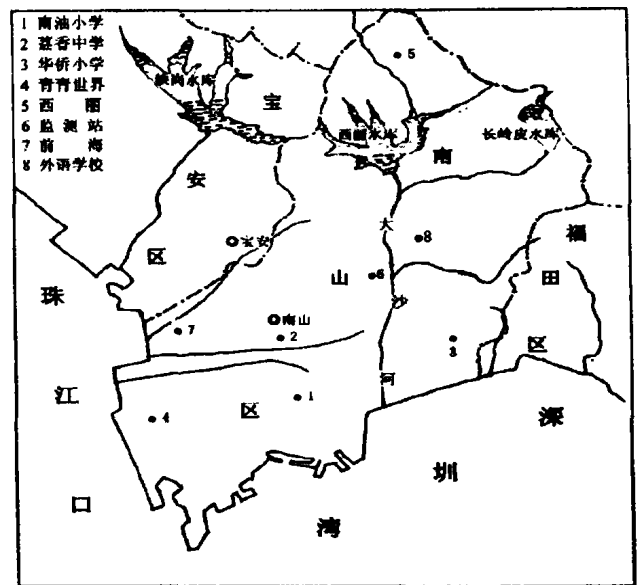 1 南油小学
2 荔香中学
3 华侨小学
4 青青世界
5 西丽
6 监测站
7 前海
8 外语学校
5
铁岗水库
宝
西丽水库
长岭皮水库
南
安
大
8
福
宝安
区
山
6
田
珠
沙
南山
7
2
3
区
江
河
1
区
4
深
圳
口
湾